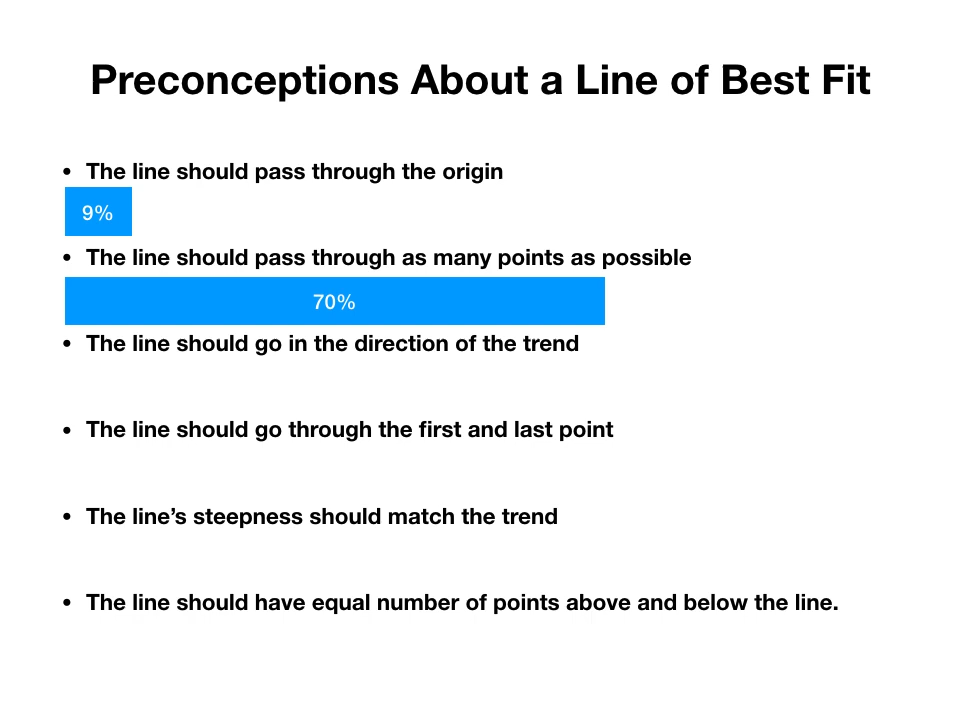 Preconceptions About a Line of Best Fit
• The line should pass through the origin
9%
• The line should pass through as many points as possible
70%
• The line should go in the direction of the trend
• The line should go through the first and last point
• The line’s steepness should match the trend
• The line should have equal number of points above and below the line.